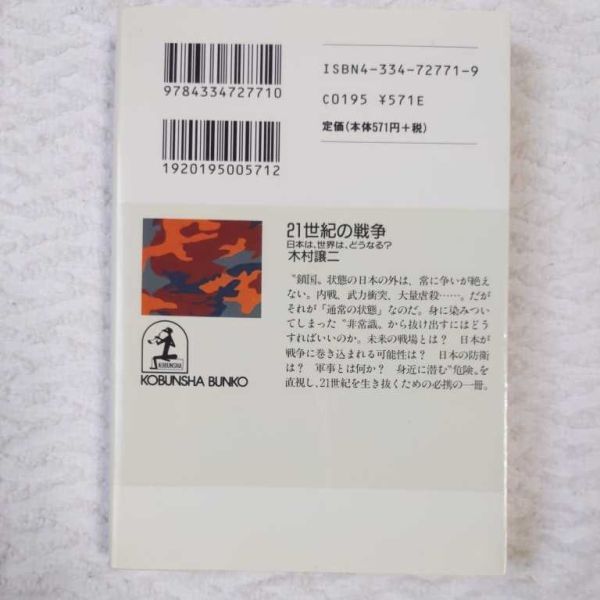 ISBN4-334-72771-9
9784334727710
C0195 ¥571E
定価(本体571円+税)
1920195005712
21世紀の戦争
日本は、世界は、どうなる?
木村譲二
〝鎖国〟状態の日本の外は、常に争いが絶え
ない。内戦、武力衝突、大量虐殺……。だが
それが「通常の状態」なのだ。身に染みつい
てしまった〝非常識〟から抜け出すにはどう
すればいいのか。未来の戦場とは? 日本が
戦争に巻き込まれる可能性は? 日本の防衛
は? 軍事とは何か? 身近に潜む〝危険〟を
直視し、21世紀を生き抜くための必携の一冊。
KOBUNSHA
KOBUNSHA BUNKO